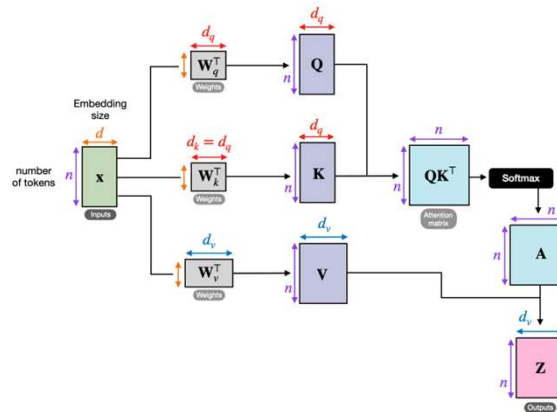 d_q
d_q
W_q^⊤
Q
n
Weights
Embedding
size
d
d_k = d_q
d_q
n
number
of tokens
n
x
W_k^⊤
K
n
QK^⊤
Softmax
Inputs
Weights
Attention
matrix
n
d_v
d_v
n
A
W_v^⊤
n
V
Weights
d_v
n
Z
Outputs